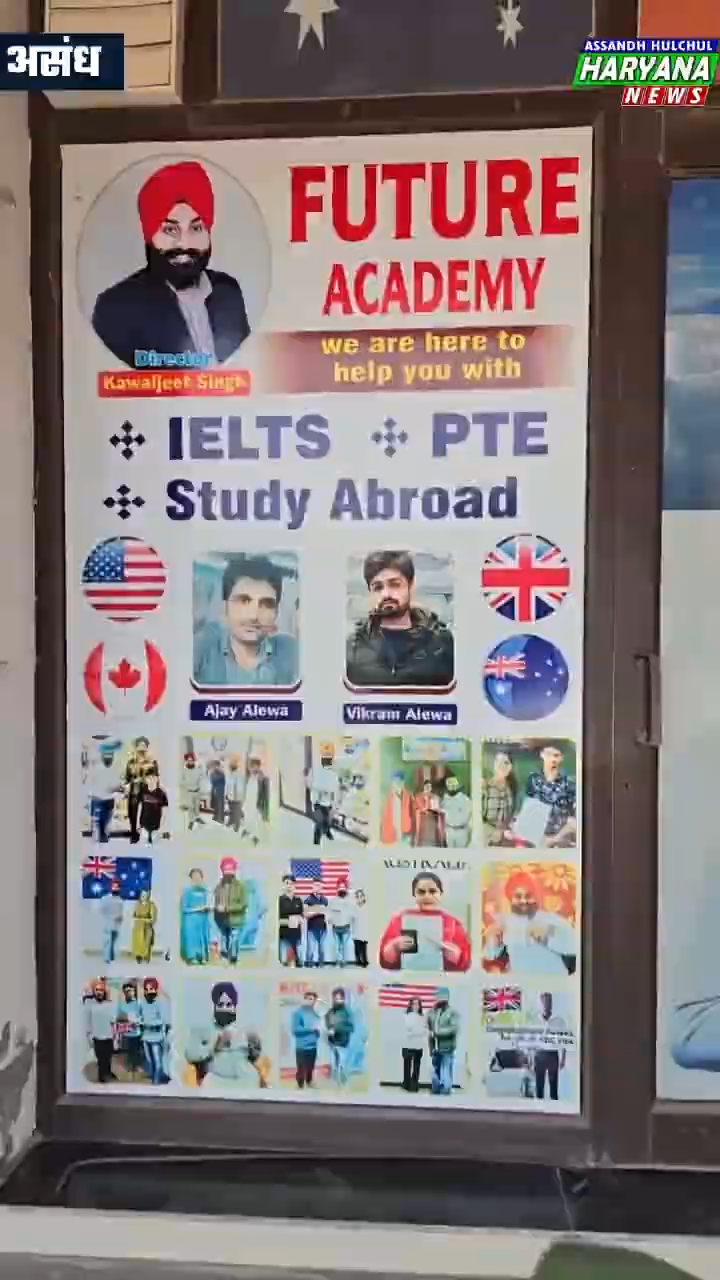 असंध
ASSANDH HULCHUL
HARYANA
NEWS
FUTURE
ACADEMY
we are here to
help you with
Director
Kawaljeet Singh
IELTS PTE
Study Abroad
Ajay Alewa
Vikram Alewa